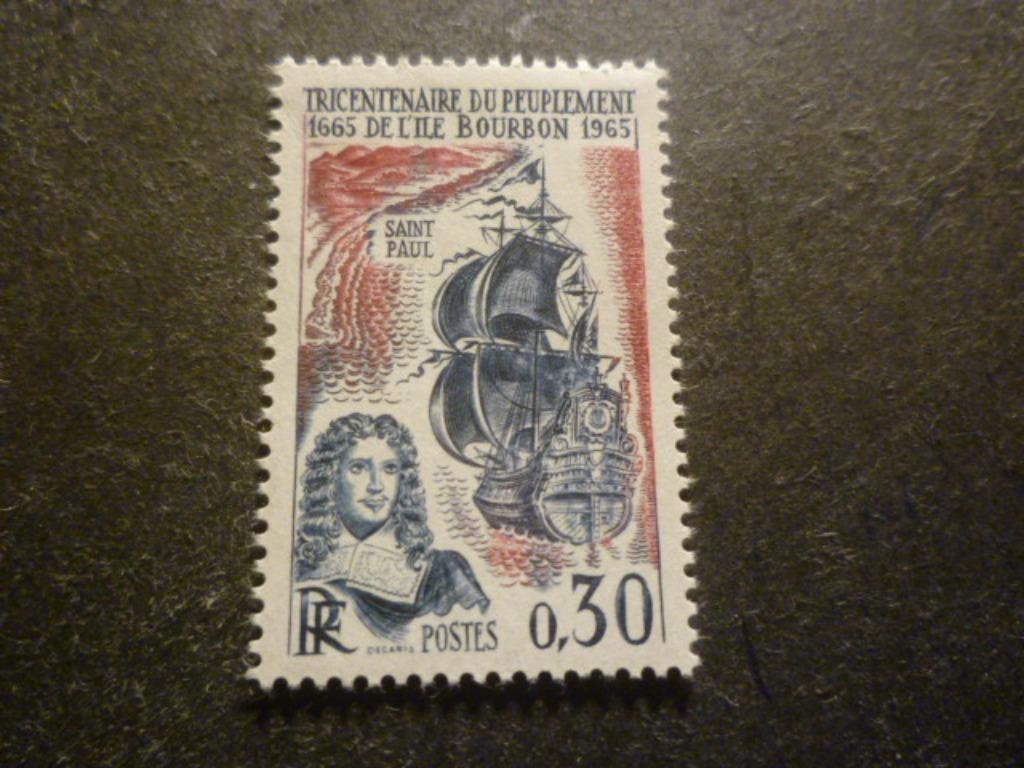 TRICENTENAIRE DU PEUPLEMENT
1665 DE L'ILE BOURBON 1965
SAINT
PAUL
RF DECARIS POSTES 0,30